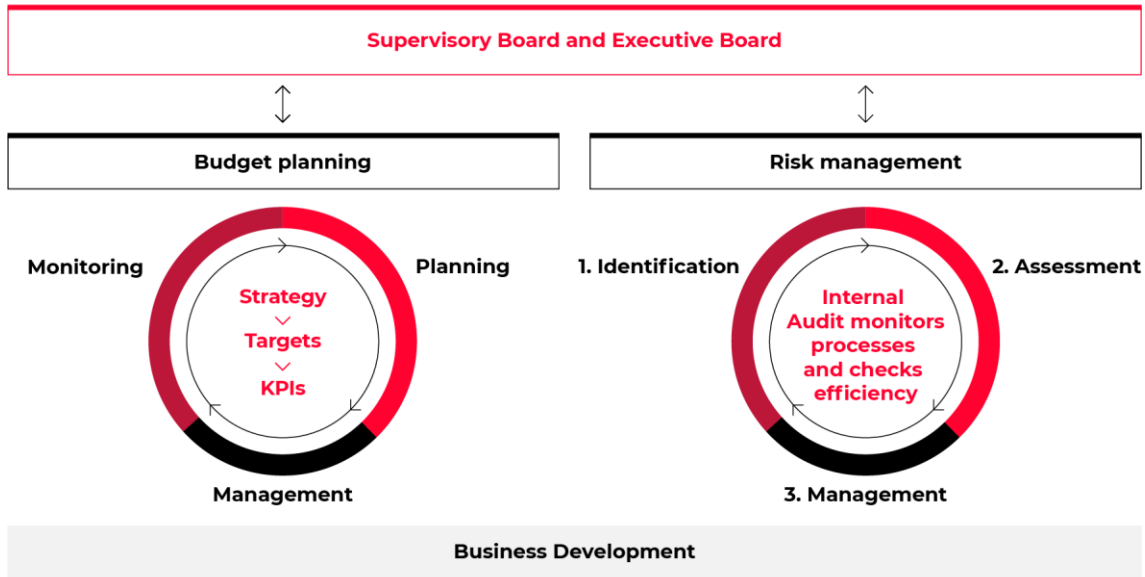 Supervisory Board and Executive Board
Budget planning
Monitoring
Planning
Strategy
Targets
KPIs
Management
Risk management
1. Identification
2. Assessment
Internal
Audit monitors
processes
and checks
efficiency
3. Management
Business Development